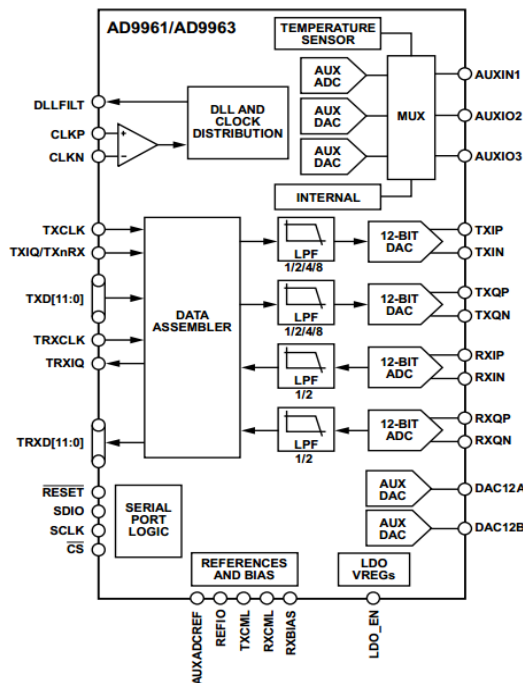 AD9961/AD9963
TEMPERATURE
SENSOR
AUX
ADC
AUX
DAC
AUX
DAC
MUX
INTERNAL
AUXIN1
AUXIO2
AUXIO3
DLLFILT
CLKP
CLKN
+
−
DLL AND
CLOCK
DISTRIBUTION
TXCLK
TXIQ/TXnRX
TXD[11:0]
TRXCLK
TRXIQ
TRXD[11:0]
DATA
ASSEMBLER
LPF
1/2/4/8
12-BIT
DAC
TXIP
TXIN
LPF
1/2/4/8
12-BIT
DAC
TXQP
TXQN
LPF
1/2
12-BIT
ADC
RXIP
RXIN
LPF
1/2
12-BIT
ADC
RXQP
RXQN
AUX
DAC
DAC12A
AUX
DAC
DAC12B
RESET
SDIO
SCLK
CS
SERIAL
PORT
LOGIC
REFERENCES
AND BIAS
LDO
VREGs
AUXADCREF
REFIO
TXCML
RXCML
RXBIAS
LDO_EN